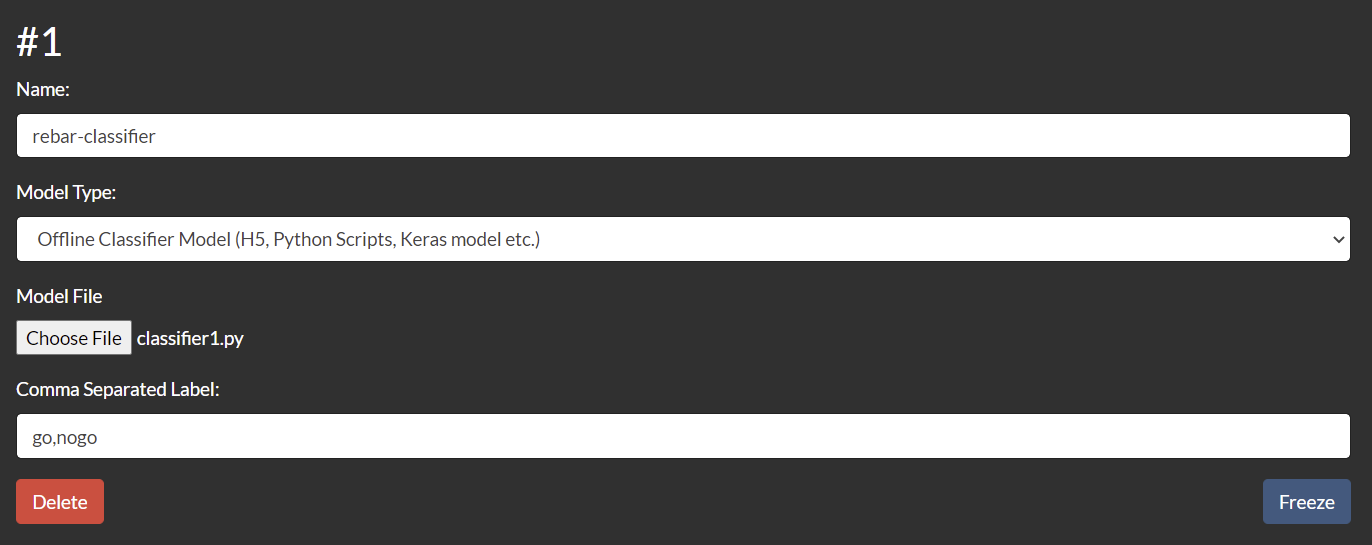 #1
Name:
rebar-classifier
Model Type:
Offline Classifier Model (H5, Python Scripts, Keras model etc.)
Model File
Choose File classifier1.py
Comma Separated Label:
go,nogo
Delete Freeze